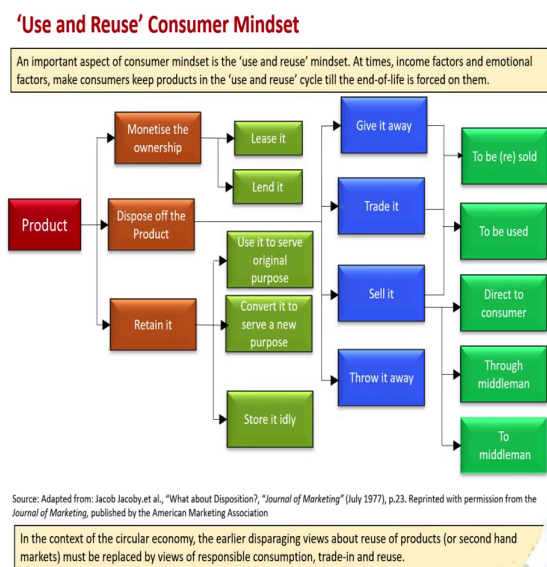 ‘Use and Reuse’ Consumer Mindset
An important aspect of consumer mindset is the ‘use and reuse’ mindset. At times, income factors and emotional
factors, make consumers keep products in the ‘use and reuse’ cycle till the end-of-life is forced on them.
Product
Monetise the
ownership
Dispose off the
Product
Retain it
Lease it
Lend it
Use it to serve
original
purpose
Convert it to
serve a new
purpose
Store it idly
Give it away
Trade it
Sell it
Throw it away
To be (re) sold
To be used
Direct to
consumer
Through
middleman
To
middleman
Source: Adapted from: Jacob Jacoby.et al., “What about Disposition?, “Journal of Marketing” (July 1977), p.23. Reprinted with permission from the
Journal of Marketing, published by the American Marketing Association
In the context of the circular economy, the earlier disparaging views about reuse of products (or second hand
markets) must be replaced by views of responsible consumption, trade-in and reuse.